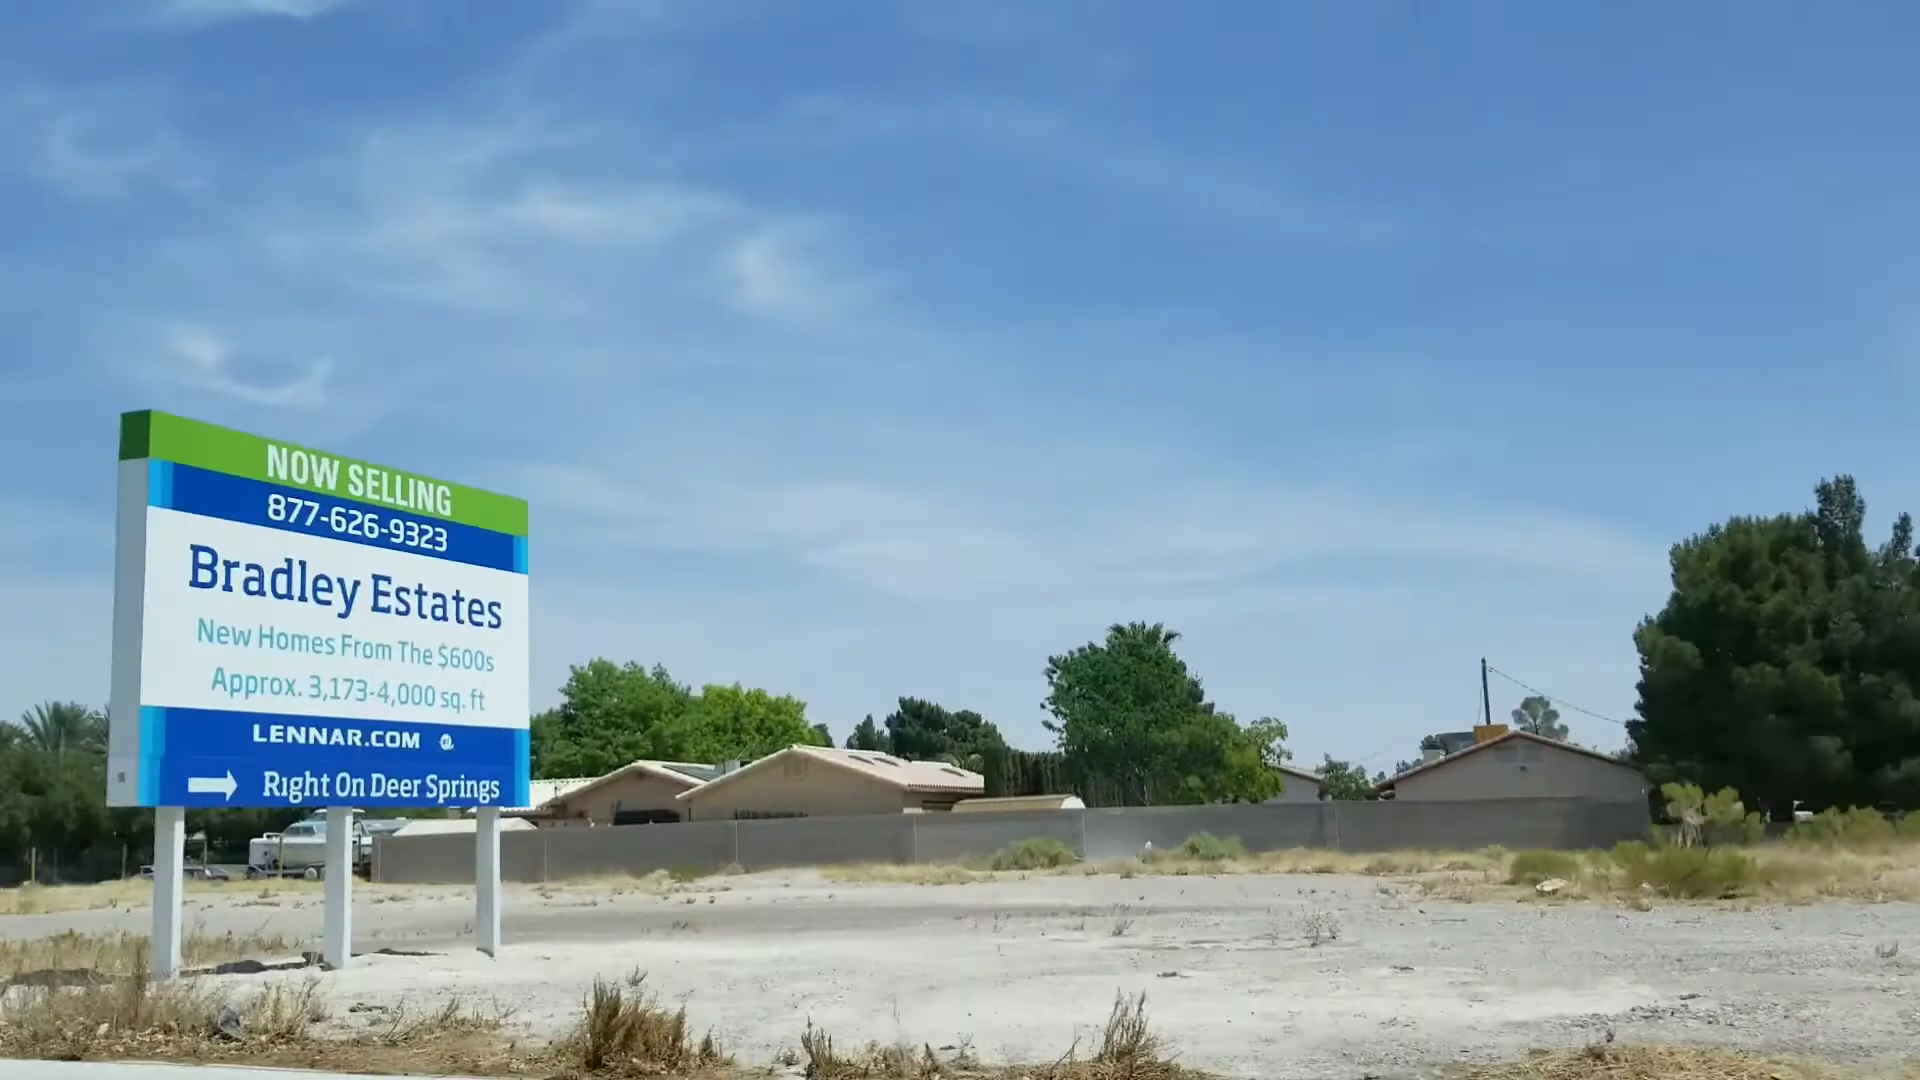 NOW SELLING
877-626-9323
Bradley Estates
New Homes From The $600s
Approx. 3,173-4,000 sq. ft
LENNAR.COM
Right On Deer Springs